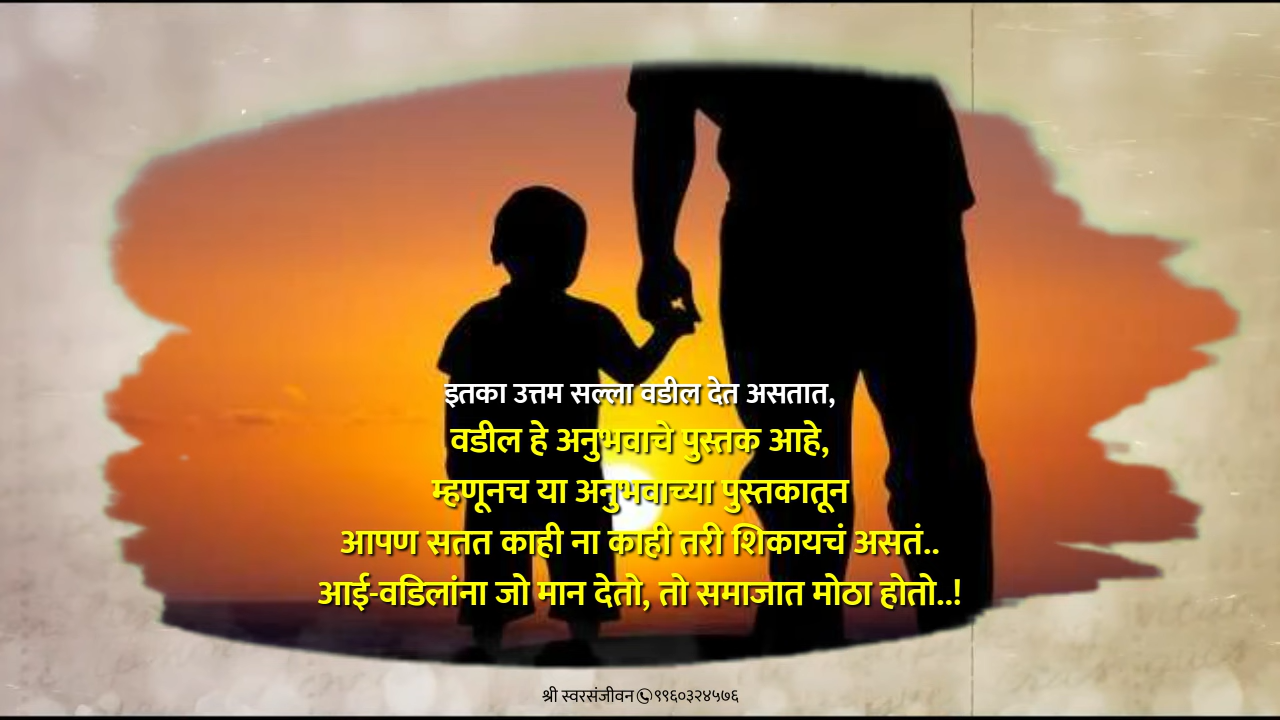 इतका उत्तम सल्ला वडील देत असतात,
वडील हे अनुभवाचे पुस्तक आहे,
म्हणूनच या अनुभवाच्या पुस्तकातून
आपण सतत काही ना काही तरी शिकायचं असतं..
आई-वडिलांना जो मान देतो, तो समाजात मोठा होतो..!
श्री स्वरसंजीवन ९९६०३२४५७६